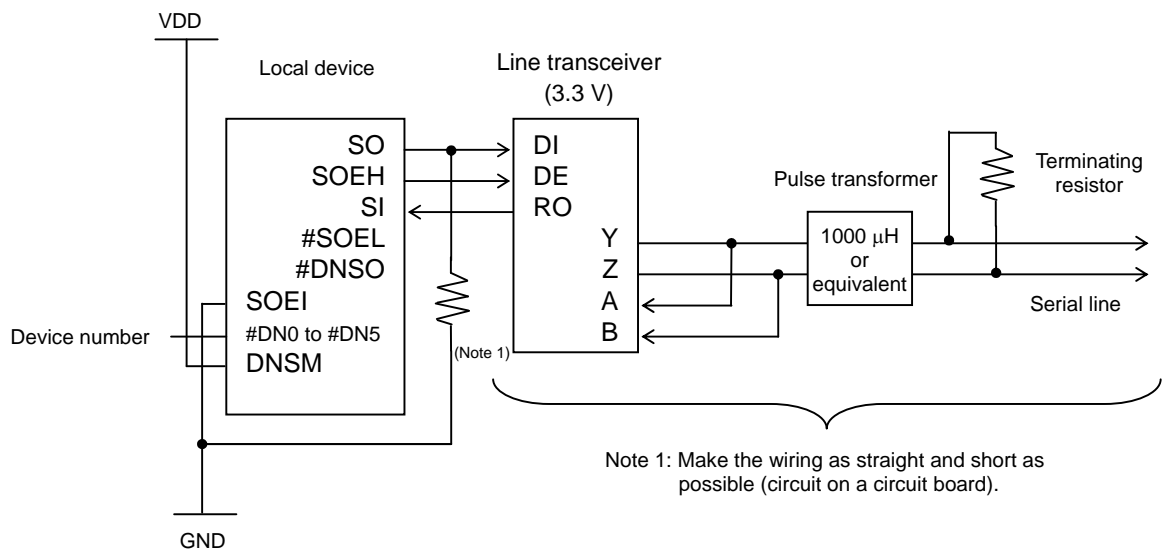 VDD
Local device
Line transceiver
(3.3 V)
SO
SOEH
SI
#SOEL
#DNSO
SOEI
#DN0 to #DN5
DNSM
Device number
DI
DE
RO
Y
Z
A
B
(Note 1)
Pulse transformer
1000 μH
or
equivalent
Terminating
resistor
Serial line
Note 1: Make the wiring as straight and short as
possible (circuit on a circuit board).
GND